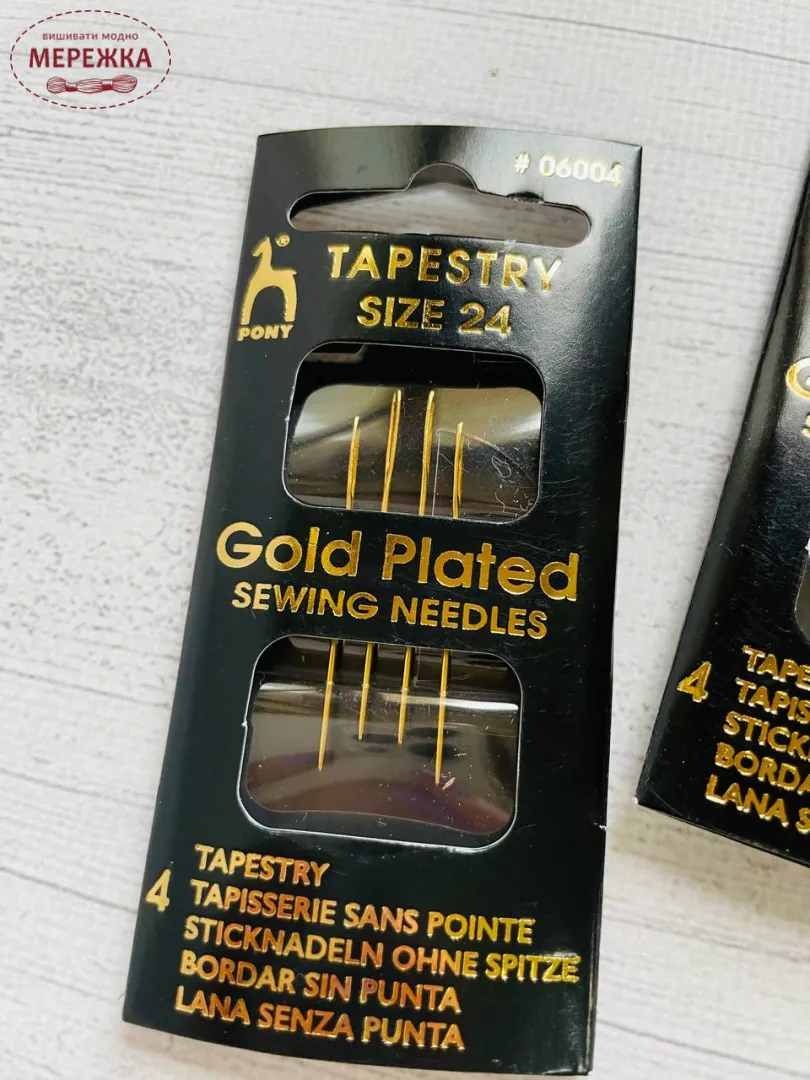 вишивати модно
МЕРЕЖКА
# 06004
TAPESTRY
SIZE 24
PONY
Gold Plated
SEWING NEEDLES
4
TAPESTRY
TAPISSERIE SANS POINTE
STICKNADELN OHNE SPITZE
BORDAR SIN PUNTA
LANA SENZA PUNTA
4